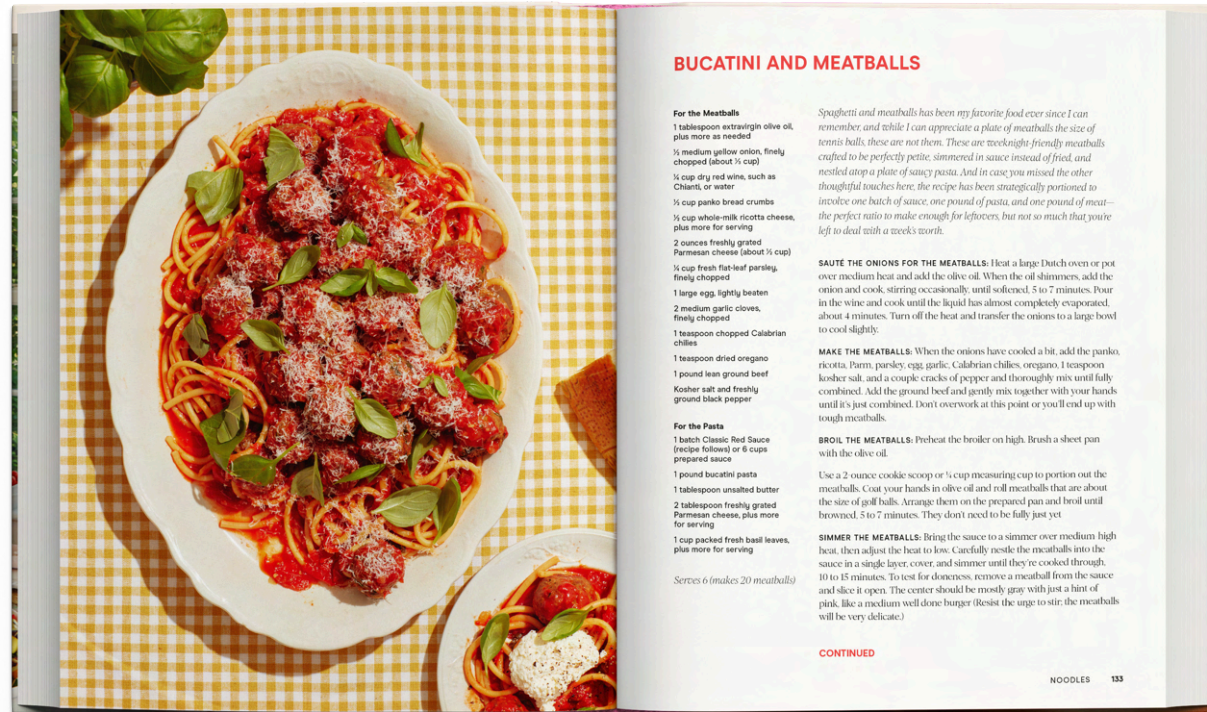 BUCATINI AND MEATBALLS
For the Meatballs
1 tablespoon extravirgin olive oil,
plus more as needed
½ medium yellow onion, finely
chopped (about ½ cup)
¼ cup dry red wine, such as
Chianti, or water
½ cup panko bread crumbs
½ cup whole-milk ricotta cheese,
plus more for serving
2 ounces freshly grated
Parmesan cheese (about ½ cup)
¼ cup fresh flat-leaf parsley,
finely chopped
1 large egg, lightly beaten
2 medium garlic cloves,
finely chopped
1 teaspoon chopped Calabrian
chilies
1 teaspoon dried oregano
1 pound lean ground beef
Kosher salt and freshly
ground black pepper
For the Pasta
1 batch Classic Red Sauce
(recipe follows) or 6 cups
prepared sauce
1 pound bucatini pasta
1 tablespoon unsalted butter
2 tablespoon freshly grated
Parmesan cheese, plus more
for serving
1 cup packed fresh basil leaves,
plus more for serving
Serves 6 (makes 20 meatballs)
Spaghetti and meatballs has been my favorite food ever since I can
remember, and while I can appreciate a plate of meatballs the size of
tennis balls, these are not them. These are weeknight-friendly meatballs
crafted to be perfectly petite, simmered in sauce instead of fried, and
nestled atop a plate of saucy pasta. And in case you missed the other
thoughtful touches here, the recipe has been strategically portioned to
involve one batch of sauce, one pound of pasta, and one pound of meat—
the perfect ratio to make enough for leftovers, but not so much that you're
left to deal with a week's worth.
SAUTÉ THE ONIONS FOR THE MEATBALLS: Heat a large Dutch oven or pot
over medium heat and add the olive oil. When the oil shimmers, add the
onion and cook, stirring occasionally, until softened, 5 to 7 minutes. Pour
in the wine and cook until the liquid has almost completely evaporated,
about 4 minutes. Turn off the heat and transfer the onions to a large bowl
to cool slightly.
MAKE THE MEATBALLS: When the onions have cooled a bit, add the panko,
ricotta, Parm, parsley, egg, garlic, Calabrian chilies, oregano, 1 teaspoon
kosher salt, and a couple cracks of pepper and thoroughly mix until fully
combined. Add the ground beef and gently mix together with your hands
until it's just combined. Don't overwork at this point or you'll end up with
tough meatballs.
BROIL THE MEATBALLS: Preheat the broiler on high. Brush a sheet pan
with the olive oil.
Use a 2-ounce cookie scoop or ¼ cup measuring cup to portion out the
meatballs. Coat your hands in olive oil and roll meatballs that are about
the size of golf balls. Arrange them on the prepared pan and broil until
browned, 5 to 7 minutes. They don't need to be fully just yet
SIMMER THE MEATBALLS: Bring the sauce to a simmer over medium-high
heat, then adjust the heat to low. Carefully nestle the meatballs into the
sauce in a single layer, cover, and simmer until they're cooked through,
10 to 15 minutes. To test for doneness, remove a meatball from the sauce
and slice it open. The center should be mostly gray with just a hint of
pink, like a medium well done burger (Resist the urge to stir; the meatballs
will be very delicate.)
CONTINUED
NOODLES 133